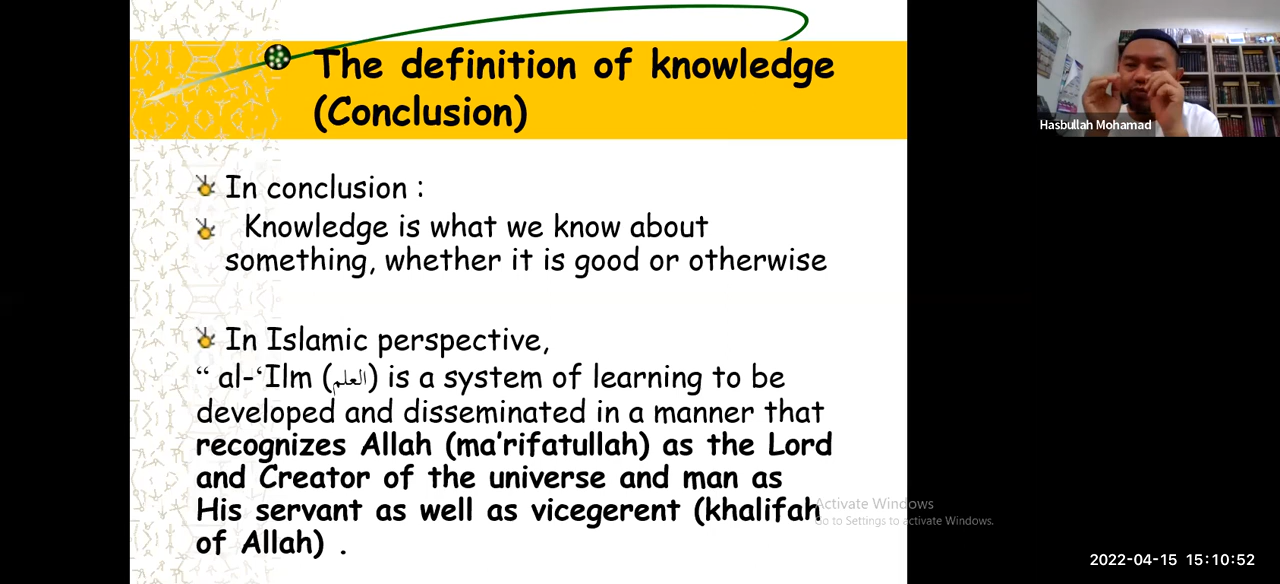 The definition of knowledge
(Conclusion)
Hasbullah Mohamad
In conclusion :
Knowledge is what we know about
something, whether it is good or otherwise
In Islamic perspective,
“ al-‘Ilm (العلم) is a system of learning to be
developed and disseminated in a manner that
recognizes Allah (ma’rifatullah) as the Lord
and Creator of the universe and man as
His servant as well as vicegerent (khalifah
of Allah) .
Activate Windows
Go to Settings to activate Windows.
2022-04-15 15:10:52